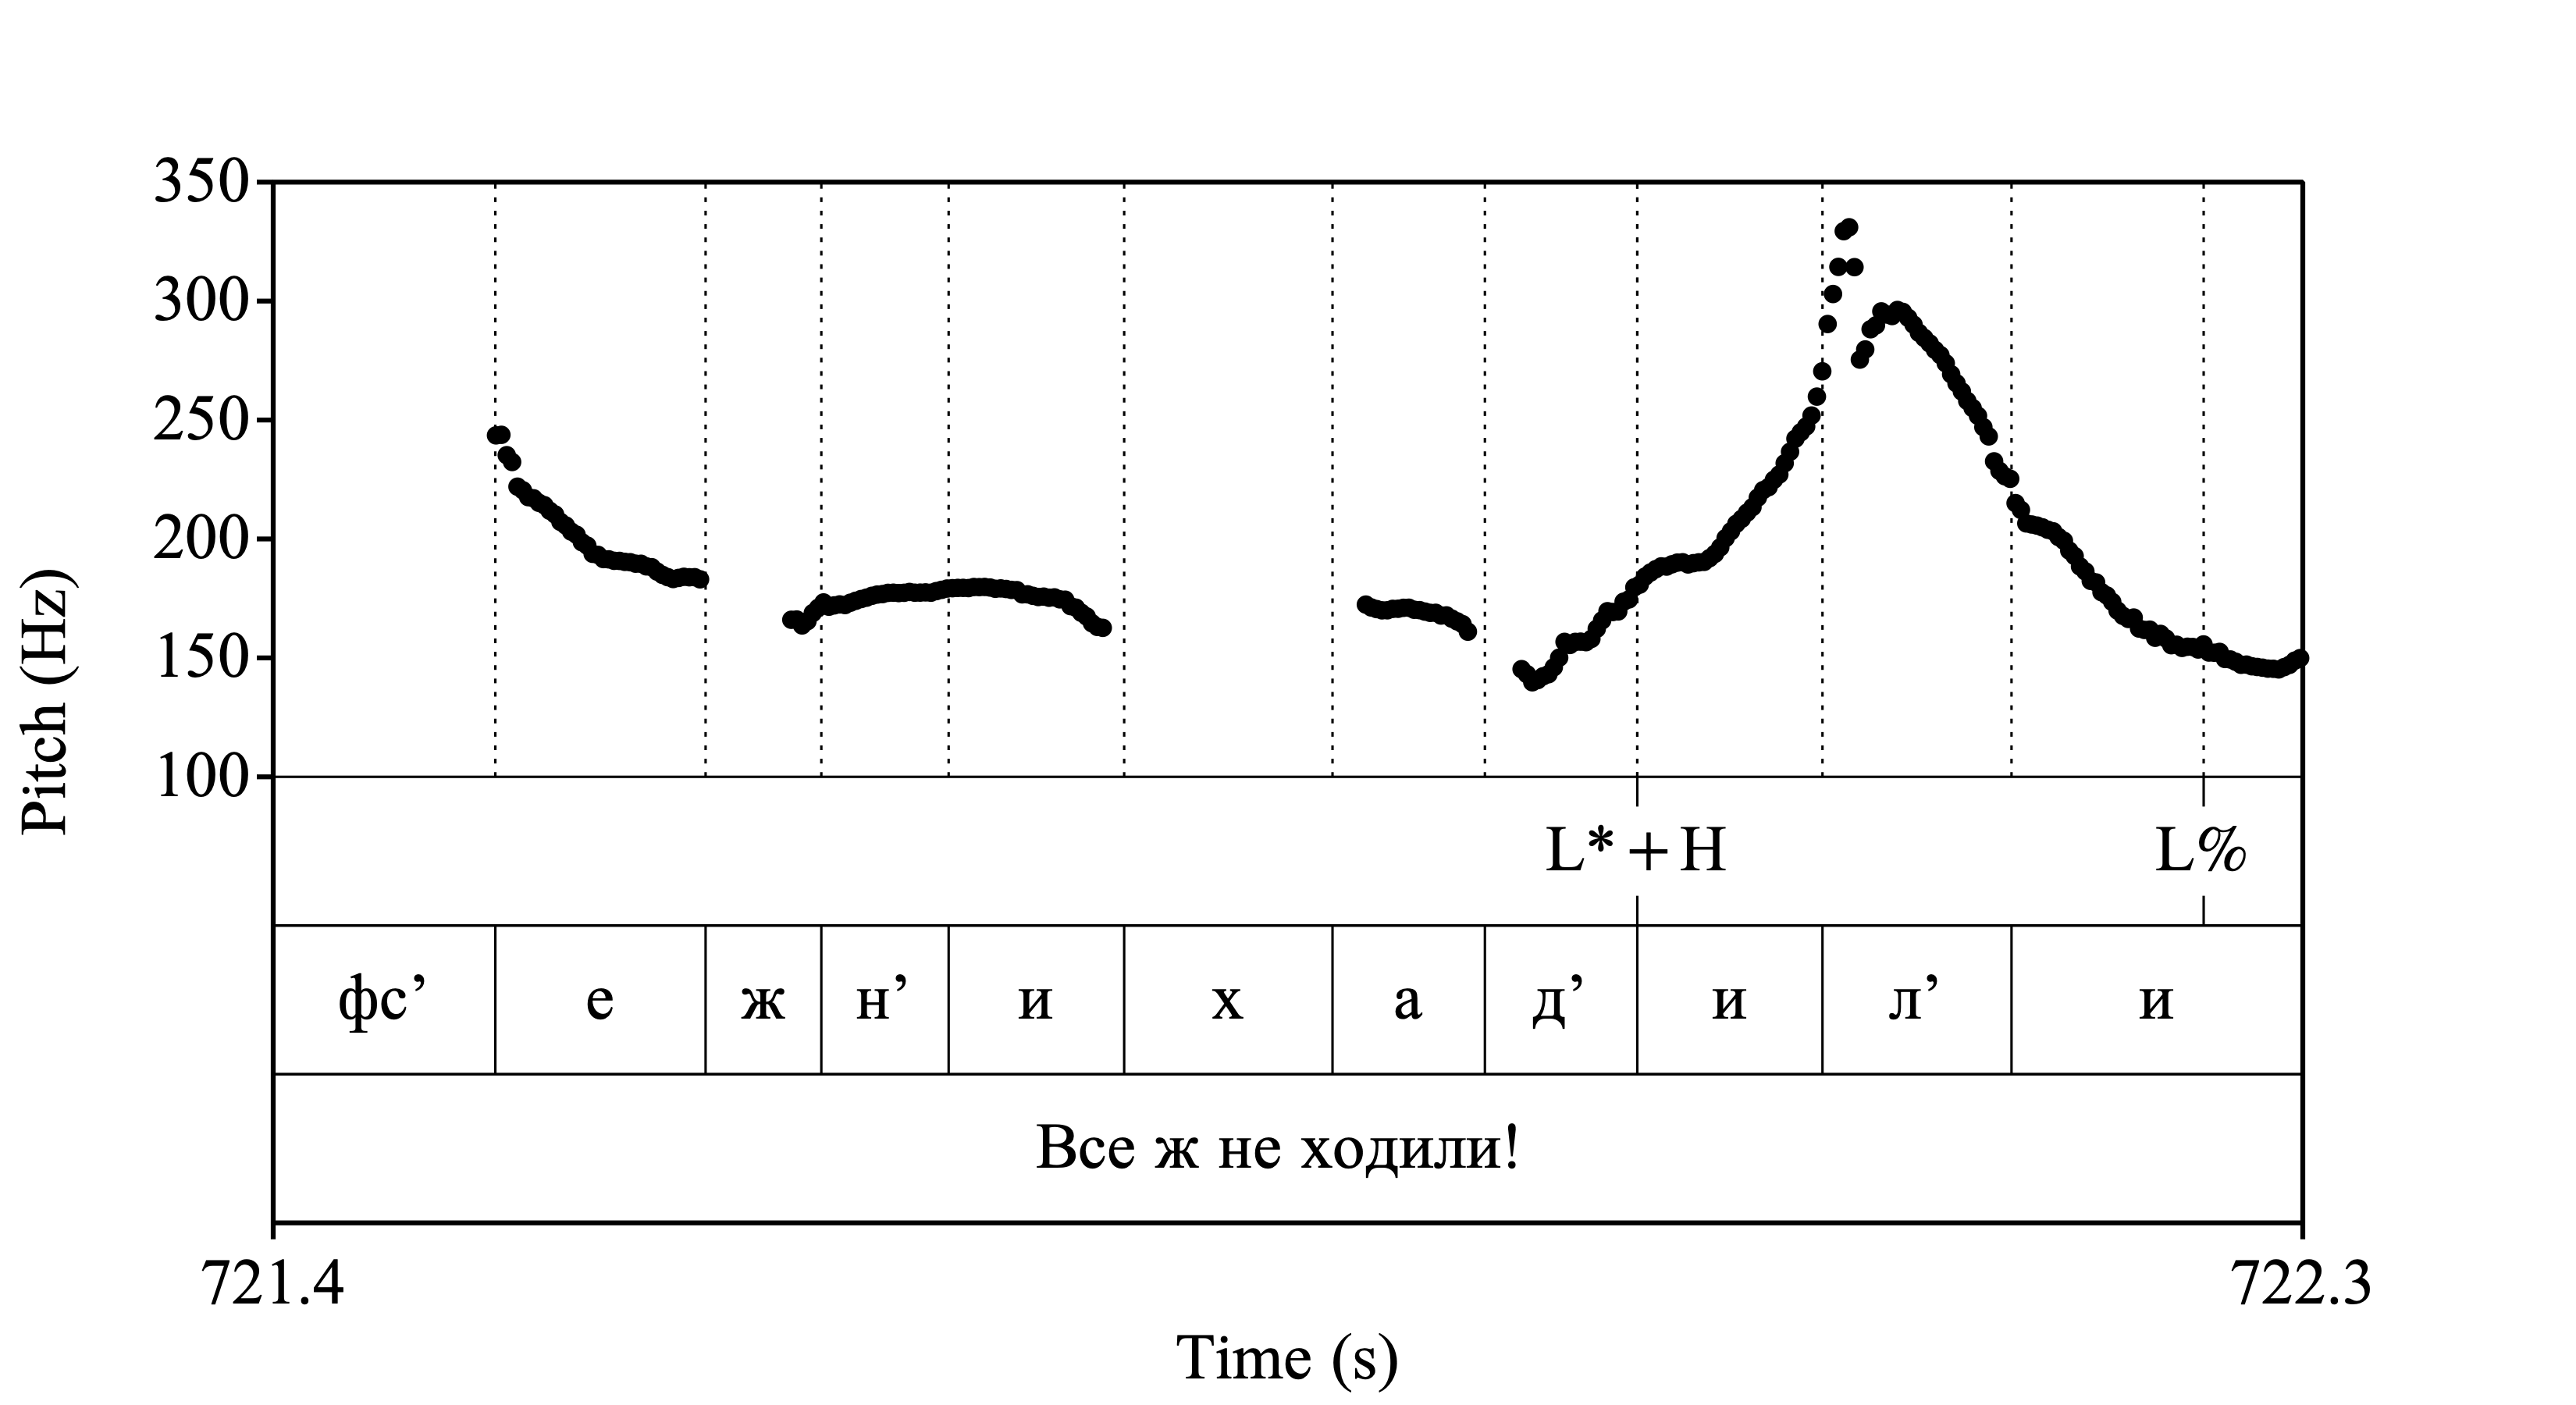 350
300
250
200
150
100
Pitch (Hz)
L*+H L%
фс’ е ж н’ и х а д’ и л’ и
Все ж не ходили!
721.4 722.3
Time (s)